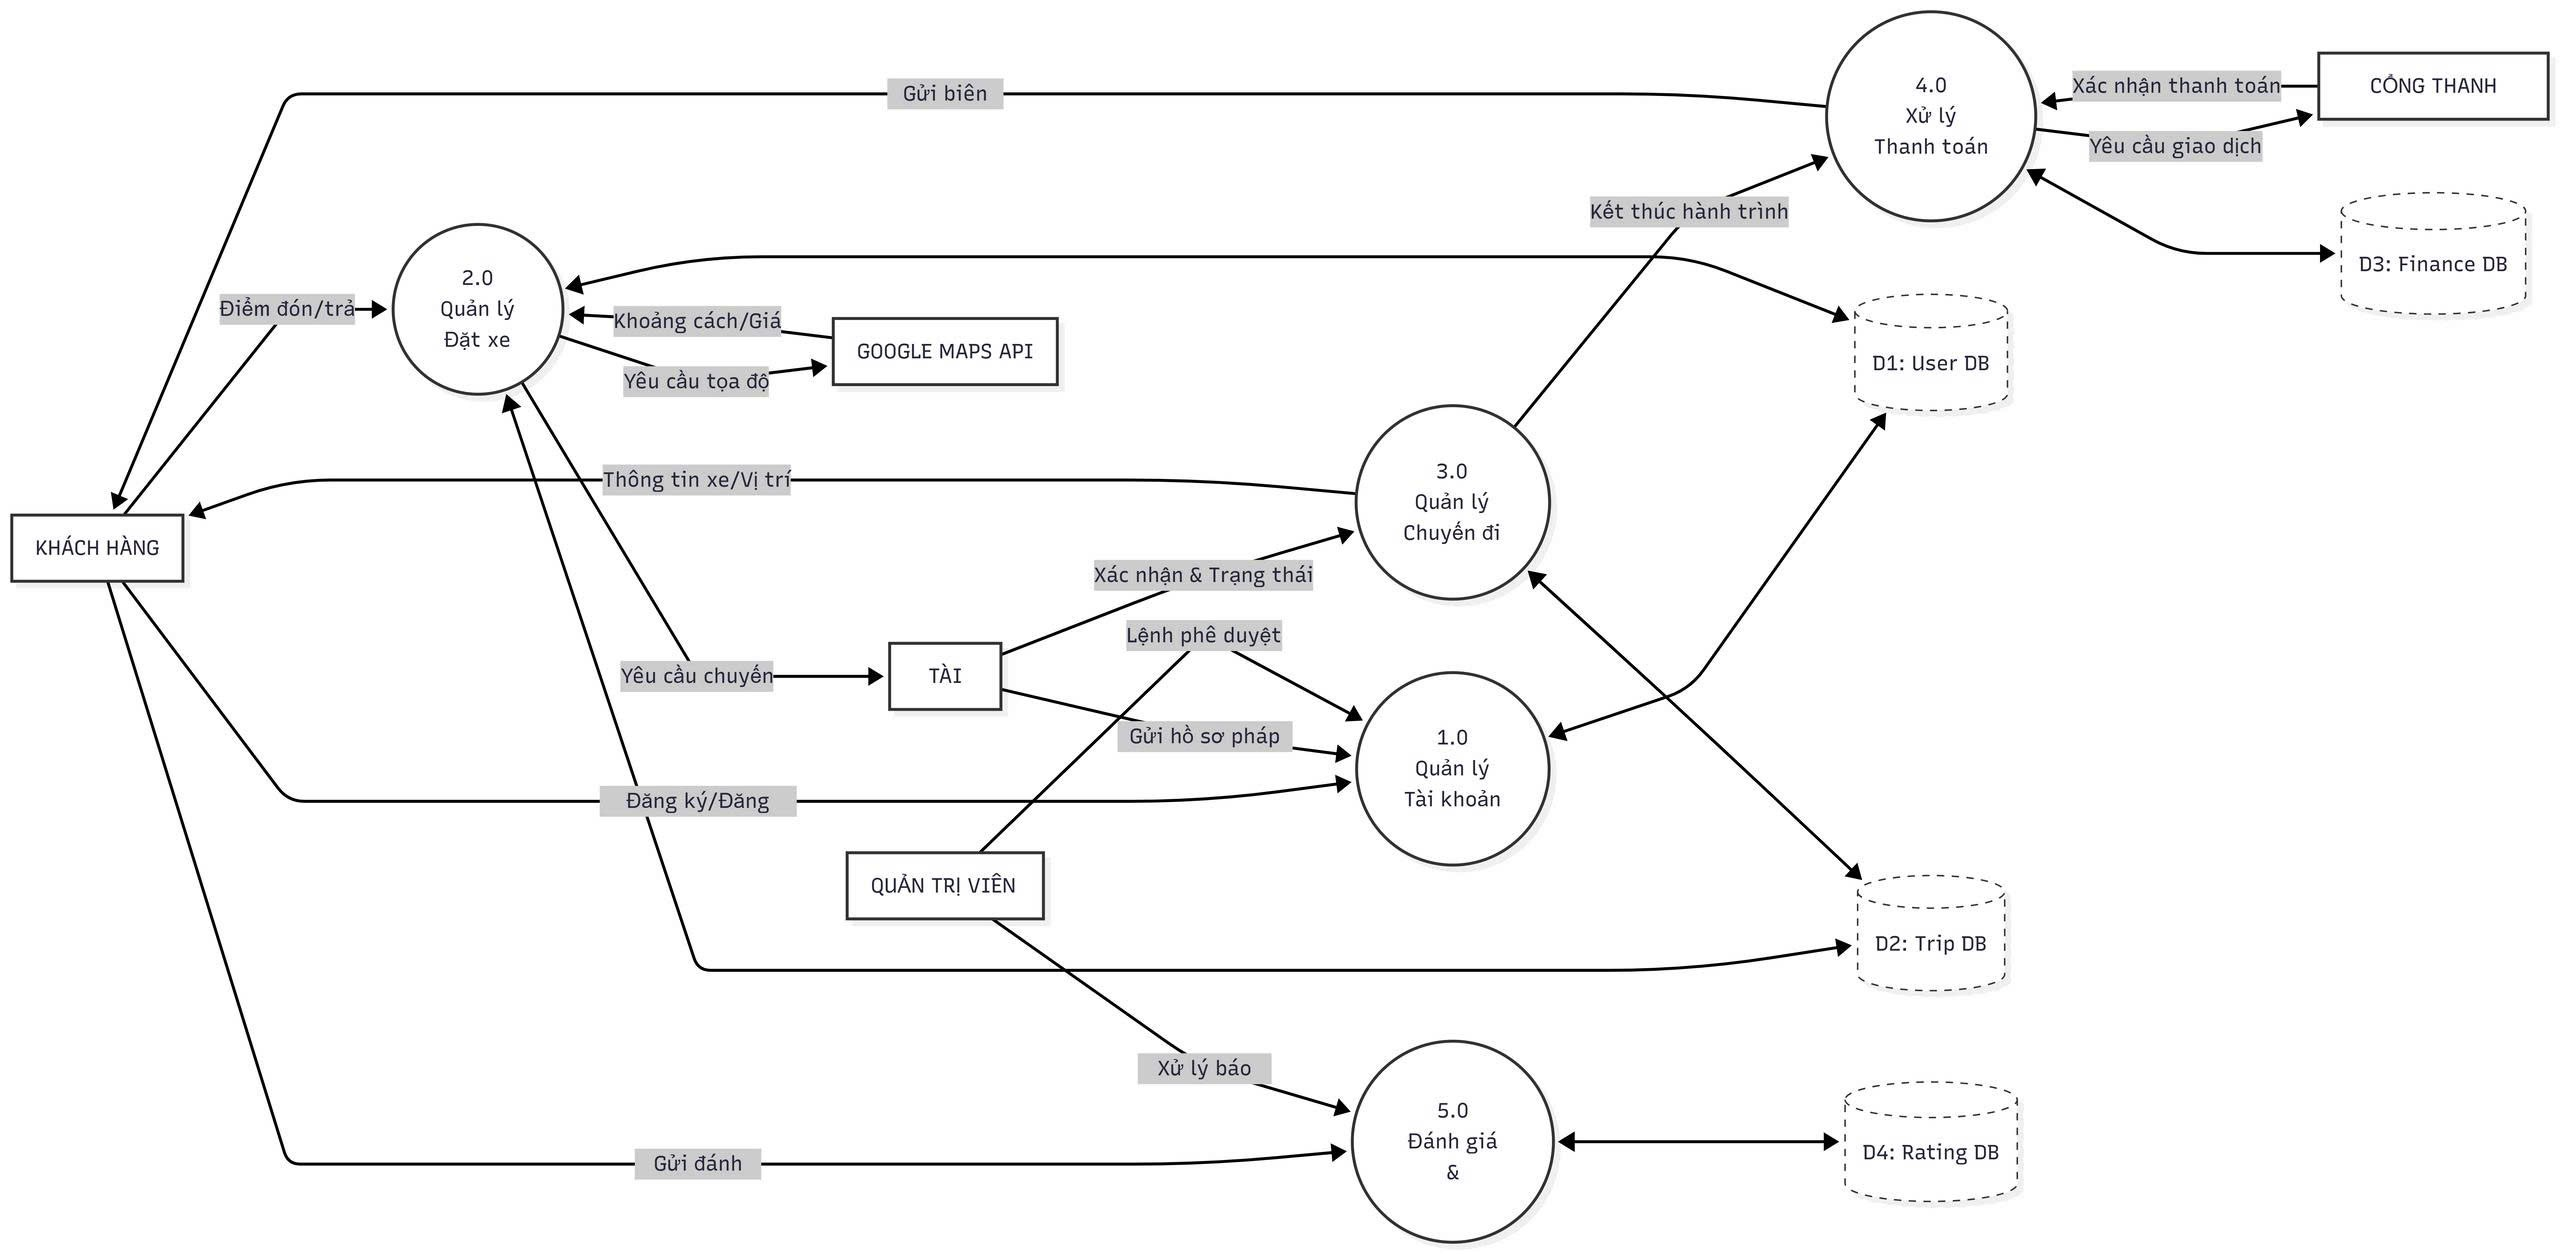 Gửi biên
4.0
Xử lý
Thanh toán
Xác nhận thanh toán
CỔNG THANH
Yêu cầu giao dịch
Kết thúc hành trình
D3: Finance DB
2.0
Quản lý
Đặt xe
Điểm đón/trả
Khoảng cách/Giá
GOOGLE MAPS API
Yêu cầu tọa độ
D1: User DB
Thông tin xe/Vị trí
3.0
Quản lý
Chuyến đi
KHÁCH HÀNG
Xác nhận & Trạng thái
Lệnh phê duyệt
Yêu cầu chuyến
TÀI
Gửi hồ sơ pháp
1.0
Quản lý
Tài khoản
Đăng ký/Đăng
QUẢN TRỊ VIÊN
D2: Trip DB
Xử lý báo
5.0
Đánh giá
&
D4: Rating DB
Gửi đánh